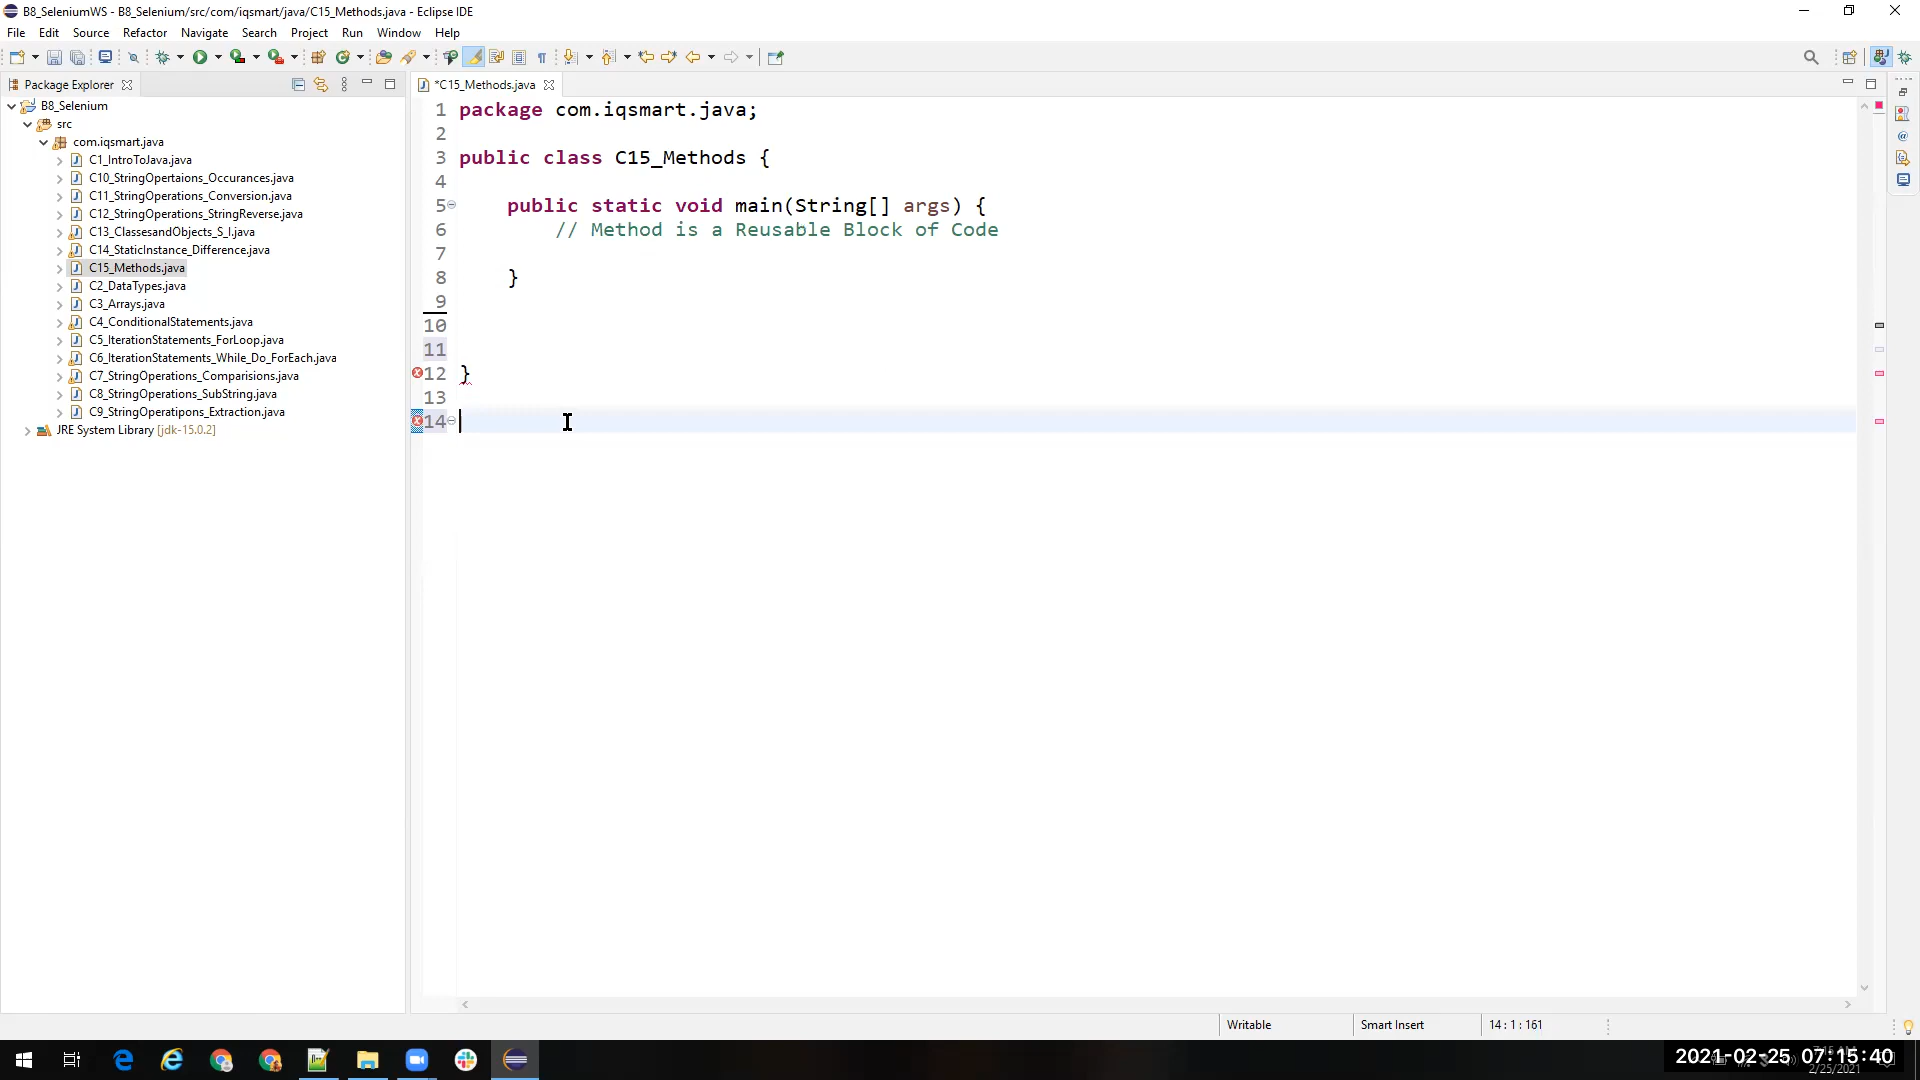 B8_SeleniumWS - B8_Selenium/src/com/iqsmart/java/C15_Methods.java - Eclipse IDE
File Edit Source Refactor Navigate Search Project Run Window Help
Package Explorer
B8_Selenium
src
com.iqsmart.java
C1_IntroToJava.java
C10_StringOpertaions_Occurances.java
C11_StringOperations_Conversion.java
C12_StringOperations_StringReverse.java
C13_ClassesandObjects_S_I.java
C14_StaticInstance_Difference.java
C15_Methods.java
C2_DataTypes.java
C3_Arrays.java
C4_ConditionalStatements.java
C5_IterationStatements_ForLoop.java
C6_IterationStatements_While_Do_ForEach.java
C7_StringOperations_Comparisions.java
C8_StringOperations_SubString.java
C9_StringOperatipons_Extraction.java
JRE System Library [jdk-15.0.2]
*C15_Methods.java
1 package com.iqsmart.java;
2
3 public class C15_Methods {
4
5 public static void main(String[] args) {
6 // Method is a Reusable Block of Code
7
8 }
9
10
11
12 }
13
14
Writable Smart Insert 14 : 1 : 161
2021-02-25 07:15:40
2/25/2021